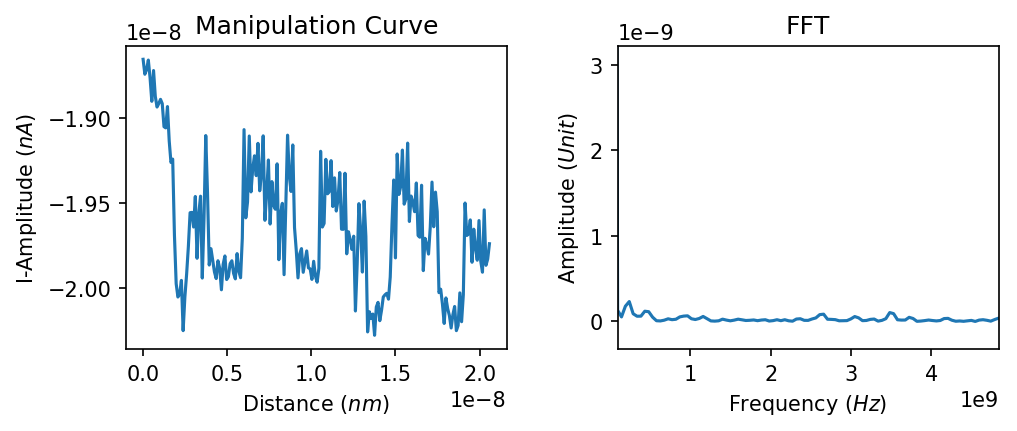 Manipulation Curve
1e−8
I-Amplitude (nA)
−1.90
−1.95
−2.00
0.0 0.5 1.0 1.5 2.0
Distance (nm)
1e−8
FFT
1e−9
Amplitude (Unit)
3
2
1
0
1 2 3 4
Frequency (Hz)
1e9